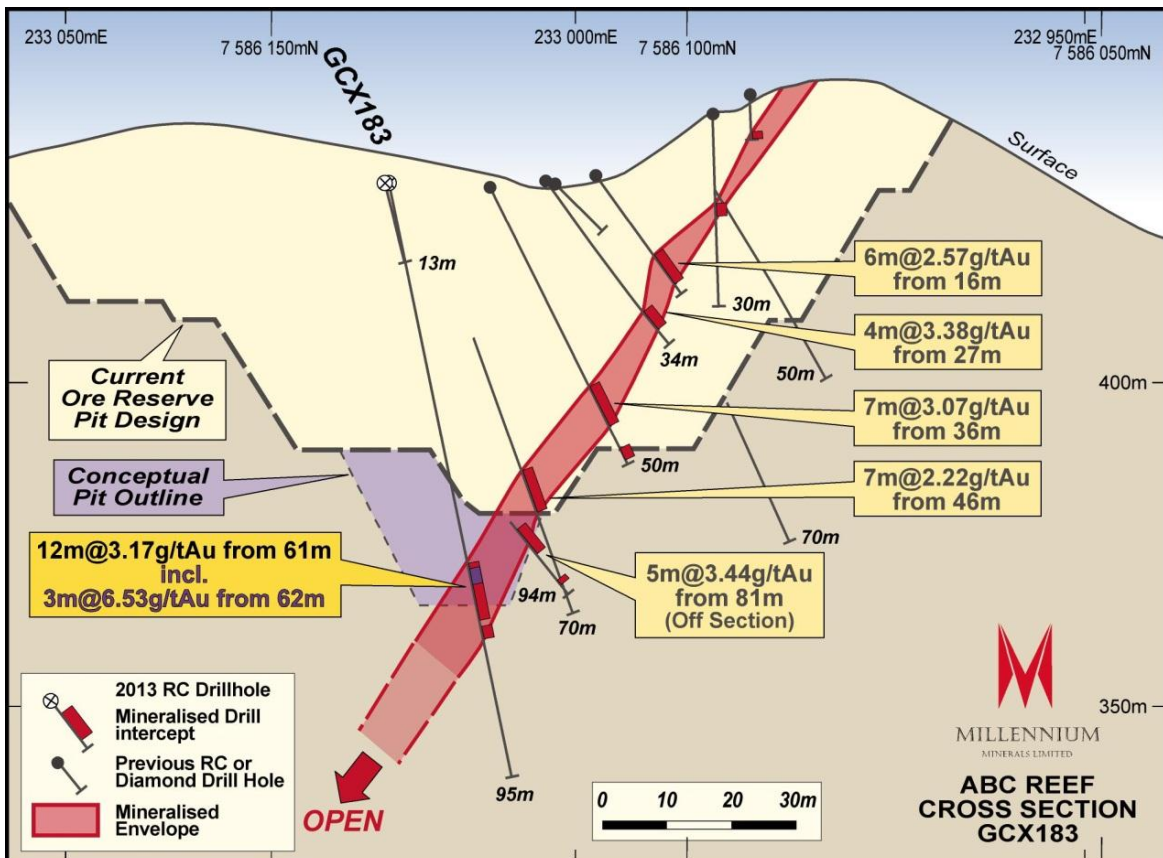 233 050mE
7 586 150mN
233 000mE
7 586 100mN
232 950mE
7 586 050mN
GCX183
Surface
13m
30m
34m
50m
50m
70m
94m
70m
95m
400m
350m
6m@2.57g/tAu
from 16m
4m@3.38g/tAu
from 27m
7m@3.07g/tAu
from 36m
7m@2.22g/tAu
from 46m
5m@3.44g/tAu
from 81m
(Off Section)
Current
Ore Reserve
Pit Design
Conceptual
Pit Outline
12m@3.17g/tAu from 61m
incl.
3m@6.53g/tAu from 62m
2013 RC Drillhole
Mineralised Drill
intercept
Previous RC or
Diamond Drill Hole
Mineralised
Envelope
OPEN
0 10 20 30m
MILLENNIUM
MINERALS LIMITED
ABC REEF
CROSS SECTION
GCX183